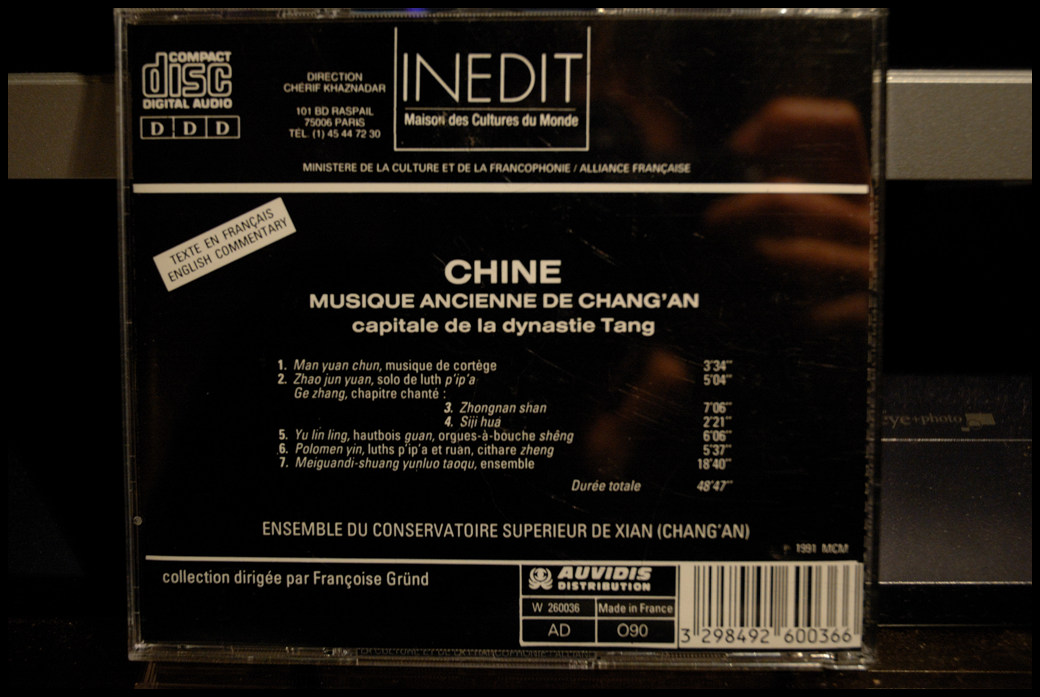 COMPACT
disc
DIGITAL AUDIO
D D D
DIRECTION
CHÉRIF KHAZNADAR
101 BD RASPAIL
75006 PARIS
TÉL. (1) 45 44 72 30
INEDIT
Maison des Cultures du Monde
MINISTERE DE LA CULTURE ET DE LA FRANCOPHONIE / ALLIANCE FRANÇAISE
TEXTE EN FRANÇAIS
ENGLISH COMMENTARY
CHINE
MUSIQUE ANCIENNE DE CHANG'AN
capitale de la dynastie Tang
1. Man yuan chun, musique de cortège 3'34"
2. Zhao jun yuan, solo de luth p'ip'a 5'04"
Ge zhang, chapitre chanté :
3. Zhongnan shan 7'06"
4. Siji hua 2'21"
5. Yu lin ling, hautbois guan, orgues-à-bouche shêng 6'06"
6. Polomen yin, luths p'ip'a et ruan, cithare zheng 5'37"
7. Meiguandi-shuang yunluo taoqu, ensemble 18'40"
Durée totale 48'47"
ENSEMBLE DU CONSERVATOIRE SUPERIEUR DE XIAN (CHANG'AN)
℗ 1991 MCM
collection dirigée par Françoise Gründ
AUVIDIS
DISTRIBUTION
W 260036 Made in France
AD O90
3 298492 600366